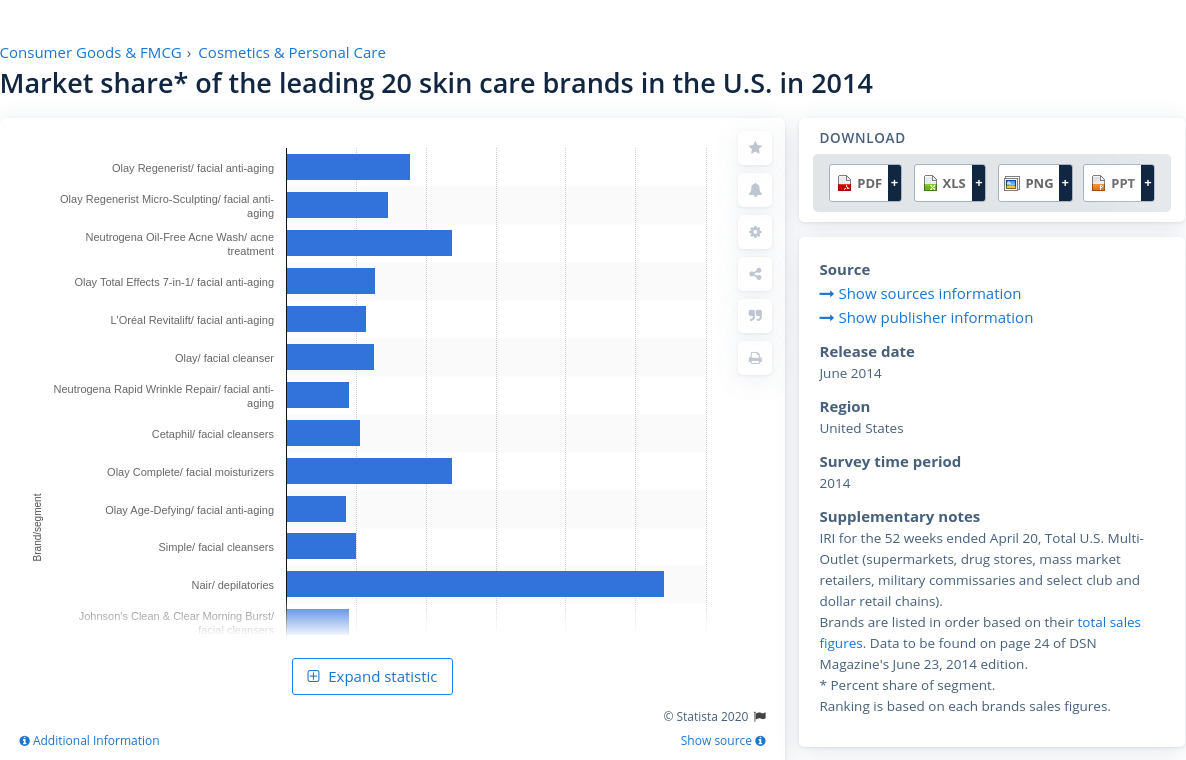 Consumer Goods & FMCG › Cosmetics & Personal Care
Market share* of the leading 20 skin care brands in the U.S. in 2014
Olay Regenerist/ facial anti-aging
Olay Regenerist Micro-Sculpting/ facial anti-
aging
Neutrogena Oil-Free Acne Wash/ acne
treatment
Olay Total Effects 7-in-1/ facial anti-aging
L'Oréal Revitalift/ facial anti-aging
Olay/ facial cleanser
Neutrogena Rapid Wrinkle Repair/ facial anti-
aging
Cetaphil/ facial cleansers
Olay Complete/ facial moisturizers
Olay Age-Defying/ facial anti-aging
Simple/ facial cleansers
Nair/ depilatories
Johnson's Clean & Clear Morning Burst/
facial cleansers
Brand/segment
Expand statistic
© Statista 2020
Additional Information
Show source
DOWNLOAD
PDF + XLS + PNG + PPT +
Source
Show sources information
Show publisher information
Release date
June 2014
Region
United States
Survey time period
2014
Supplementary notes
IRI for the 52 weeks ended April 20, Total U.S. Multi-
Outlet (supermarkets, drug stores, mass market
retailers, military commissaries and select club and
dollar retail chains).
Brands are listed in order based on their total sales
figures. Data to be found on page 24 of DSN
Magazine's June 23, 2014 edition.
* Percent share of segment.
Ranking is based on each brands sales figures.